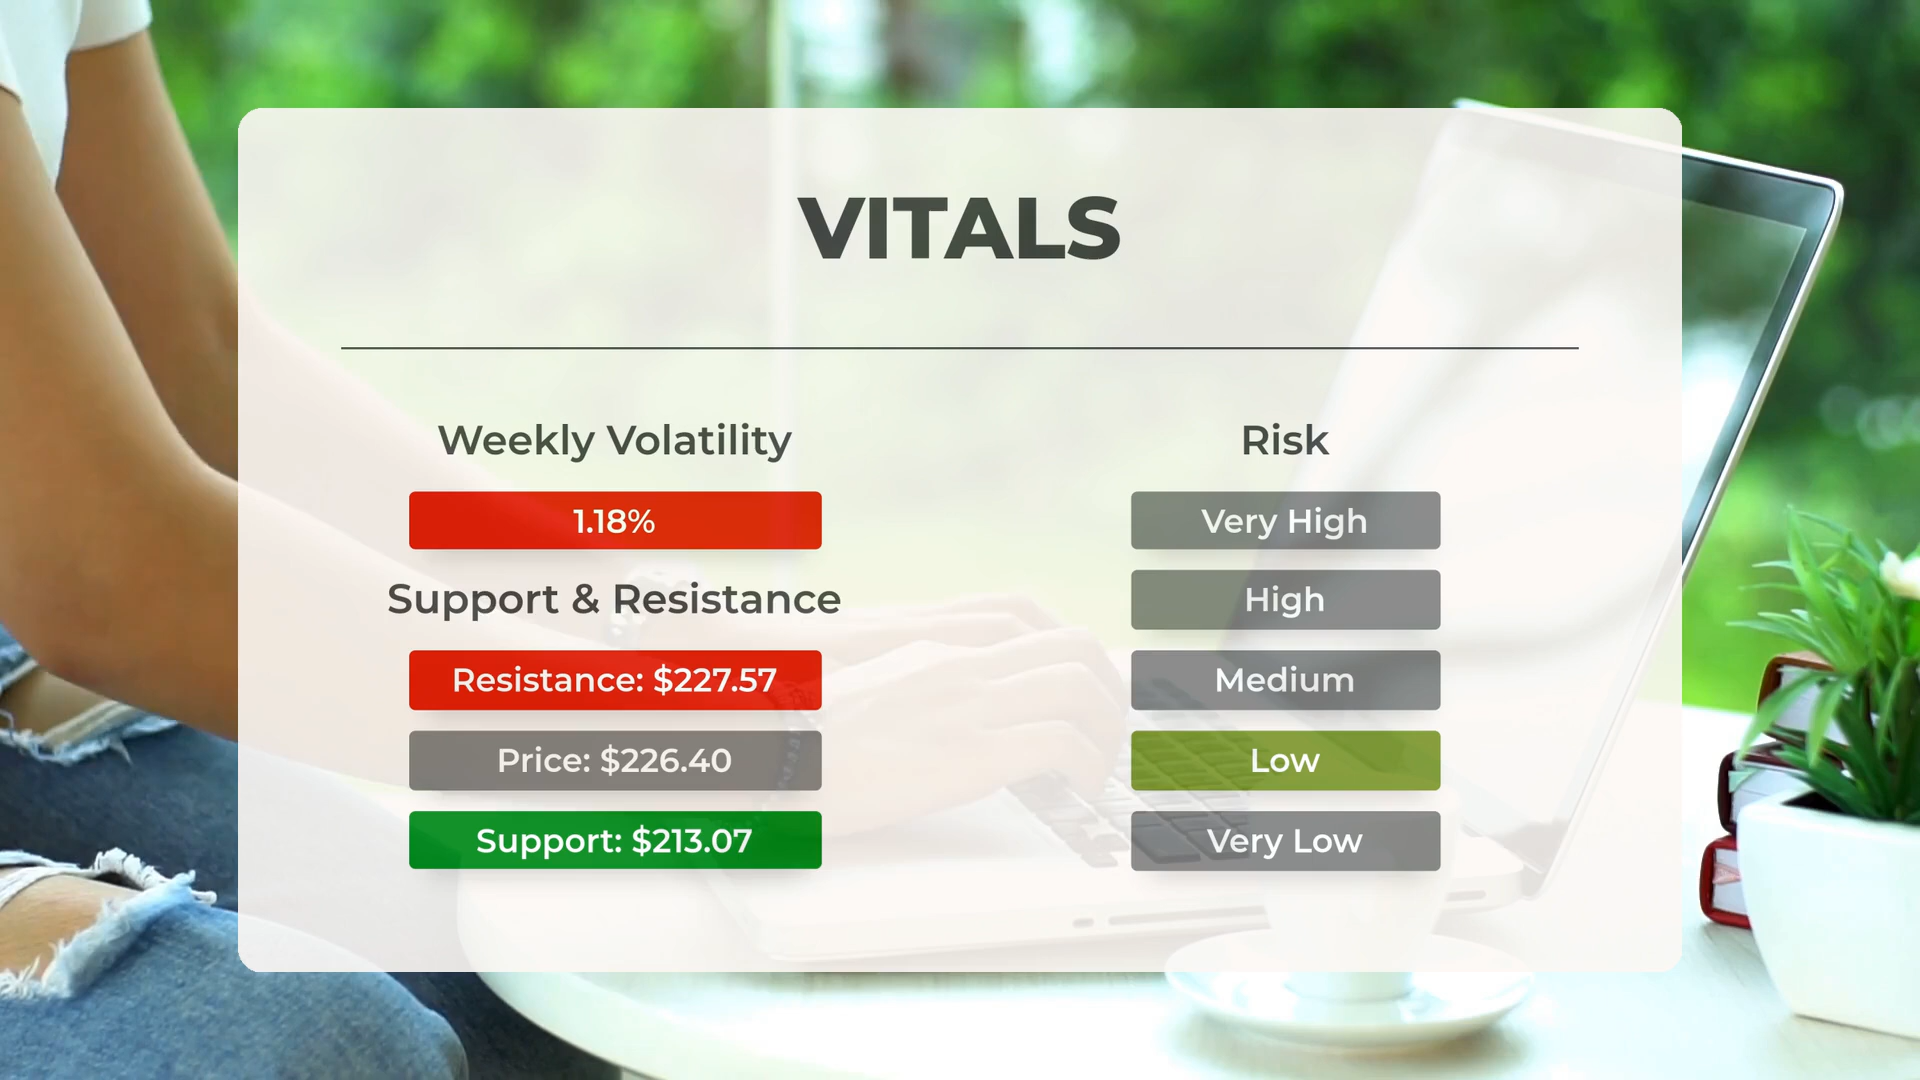 VITALS
Weekly Volatility
1.18%
Support & Resistance
Resistance: $227.57
Price: $226.40
Support: $213.07
Risk
Very High
High
Medium
Low
Very Low